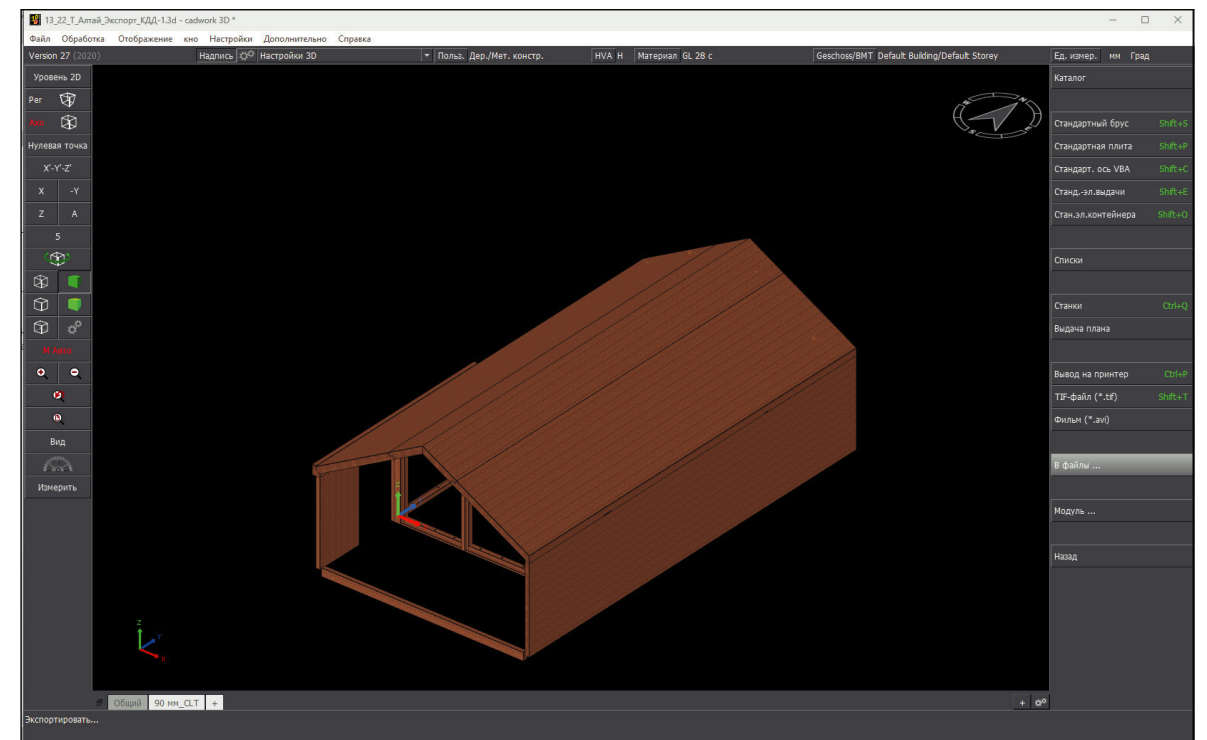 13_22_Т_Алтай_Экспорт_КДД-1.3d - cadwork 3D *
Файл Обработка Отображение кно Настройки Дополнительно Справка
Version 27 (2020) Надпись Настройки 3D Польз. Дер./Мет. констр. HVA H Материал GL 28 c Geschoss/BMT Default Building/Default Storey Ед. измер. мм Град
Уровень 2D
Per
Axo
Нулевая точка
X'-Y'-Z'
X -Y
Z A
5
М Авто
Вид
Измерить
N
S
Z
Z
Y
X
Каталог
Стандартный брус Shift+S
Стандартная плита Shift+P
Стандарт. ось VBA Shift+C
Станд.-эл.выдачи Shift+E
Стан.эл.контейнера Shift+O
Списки
Станки Ctrl+Q
Выдача плана
Вывод на принтер Ctrl+P
TIF-файл (*.tif) Shift+T
Фильм (*.avi)
В файлы ...
Модуль ...
Назад
Общий 90 мм_CLT + +
Экспортировать...